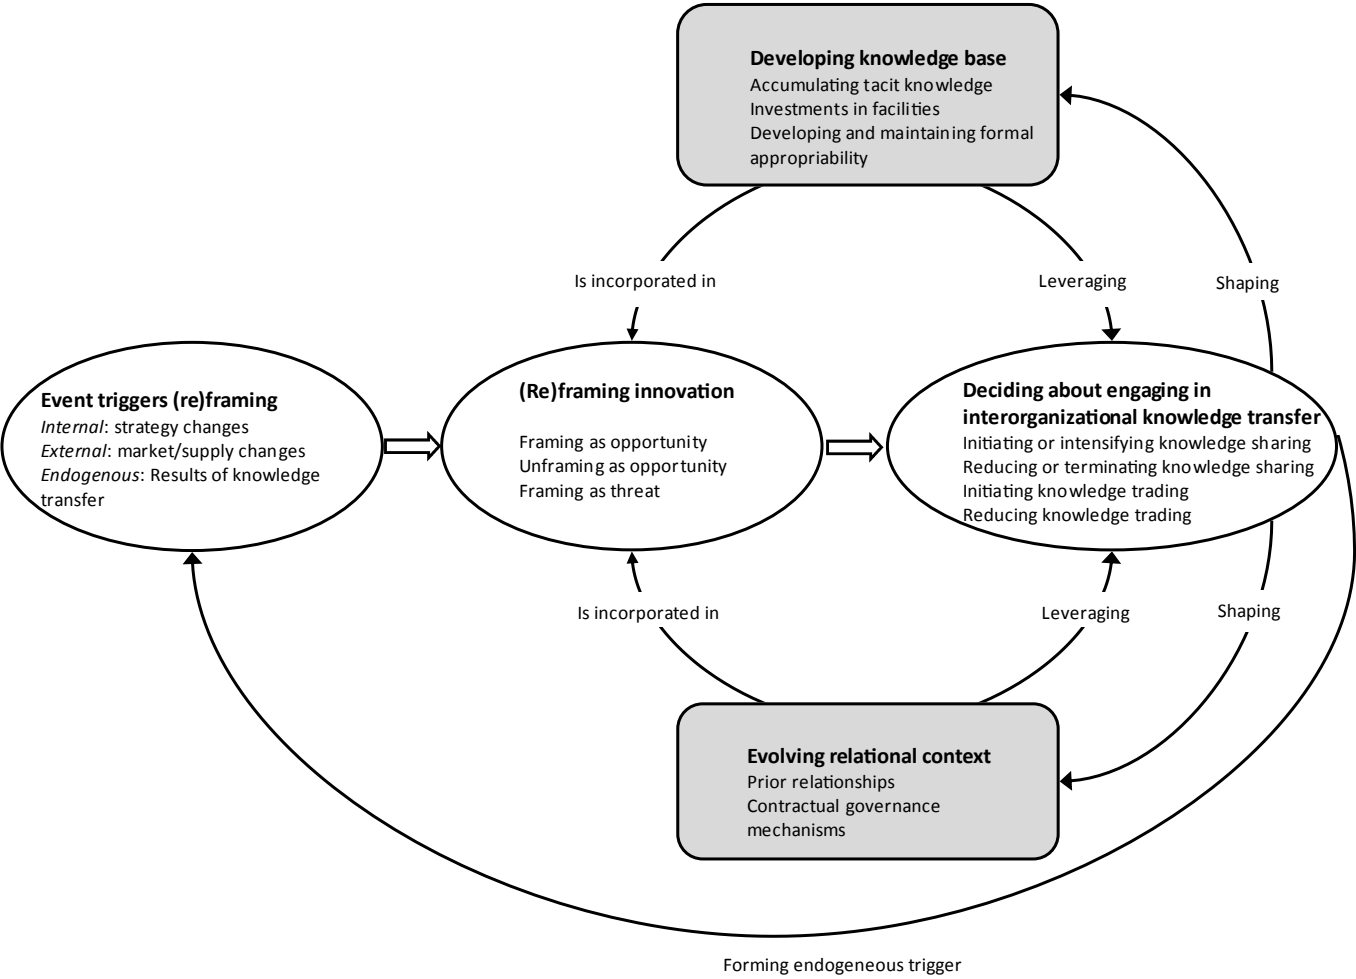 Developing knowledge base
Accumulating tacit knowledge
Investments in facilities
Developing and maintaining formal
appropriability
Is incorporated in
Leveraging
Shaping
Event triggers (re)framing
Internal: strategy changes
External: market/supply changes
Endogenous: Results of knowledge
transfer
(Re)framing innovation
Framing as opportunity
Unframing as opportunity
Framing as threat
Deciding about engaging in
interorganizational knowledge transfer
Initiating or intensifying knowledge sharing
Reducing or terminating knowledge sharing
Initiating knowledge trading
Reducing knowledge trading
Is incorporated in
Leveraging
Shaping
Evolving relational context
Prior relationships
Contractual governance
mechanisms
Forming endogeneous trigger